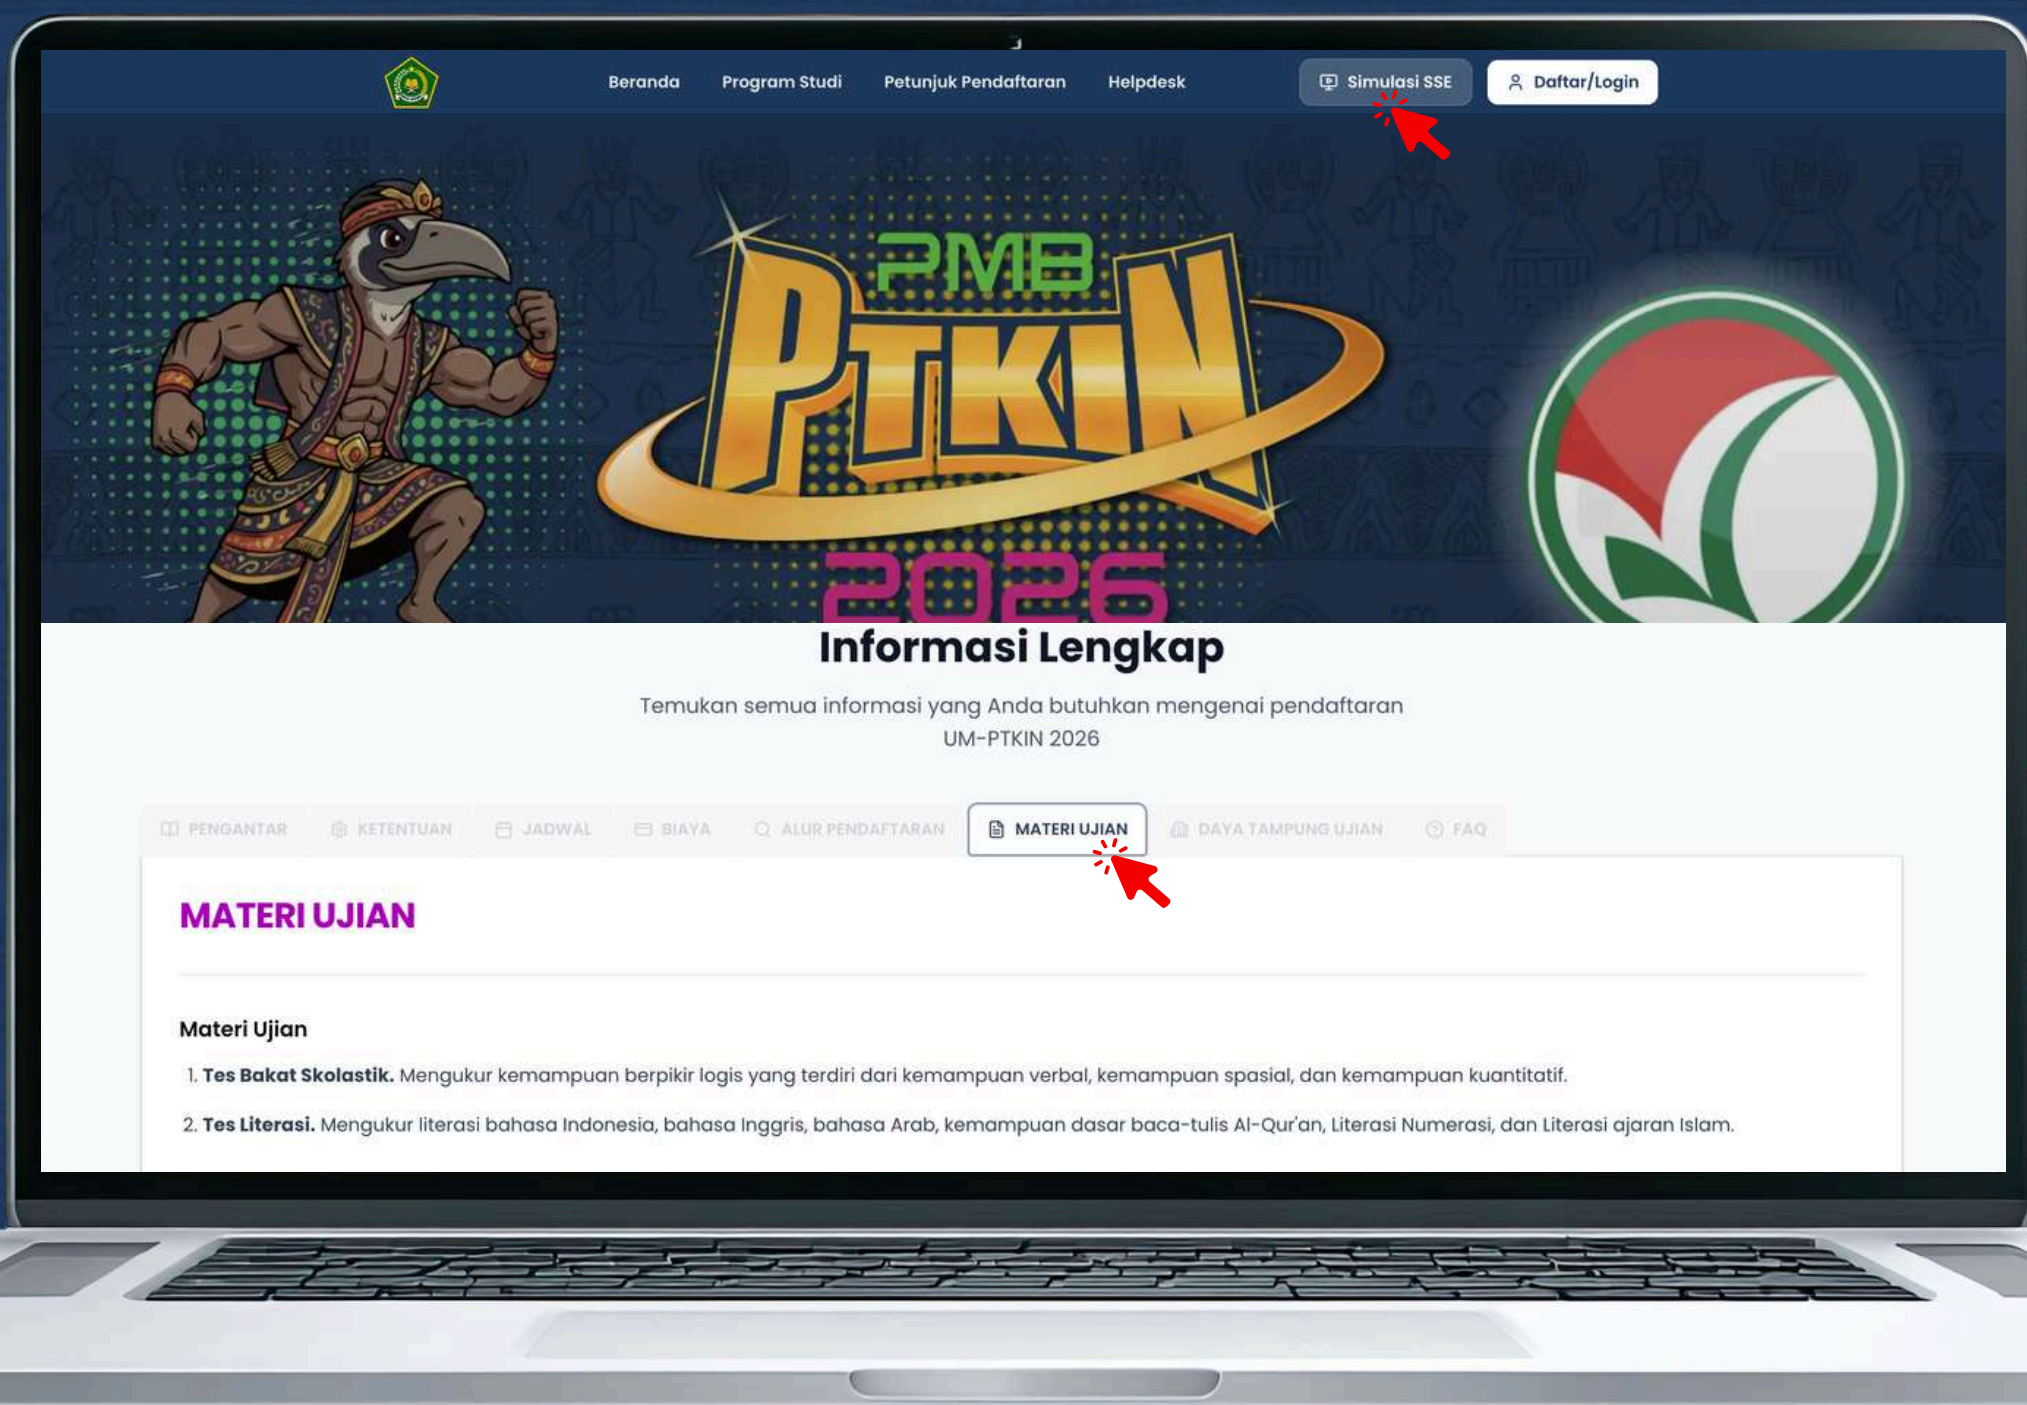 Beranda Program Studi Petunjuk Pendaftaran Helpdesk Simulasi SSE Daftar/Login
PMB
PTKIN
2026
Informasi Lengkap
Temukan semua informasi yang Anda butuhkan mengenai pendaftaran
UM-PTKIN 2026
PENGANTAR KETENTUAN JADWAL BIAYA ALUR PENDAFTARAN MATERI UJIAN DAYA TAMPUNG UJIAN FAQ
MATERI UJIAN
Materi Ujian
1. Tes Bakat Skolastik. Mengukur kemampuan berpikir logis yang terdiri dari kemampuan verbal, kemampuan spasial, dan kemampuan kuantitatif.
2. Tes Literasi. Mengukur literasi bahasa Indonesia, bahasa Inggris, bahasa Arab, kemampuan dasar baca-tulis Al-Qur'an, Literasi Numerasi, dan Literasi ajaran Islam.